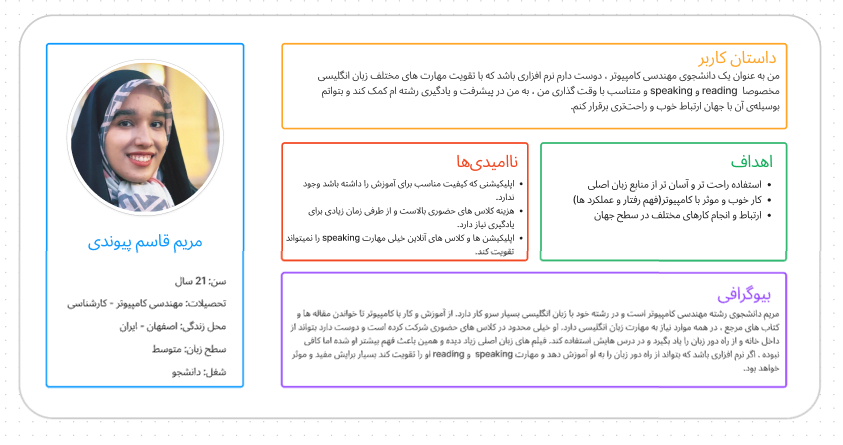 داستان کاربر
من به عنوان یک دانشجوی مهندسی کامپیوتر ، دوست دارم نرم افزاری باشد که با تقویت مهارت های مختلف زبان انگلیسی
مخصوصا reading و speaking و متناسب با وقت گذاری من ، به من در پیشرفت و یادگیری رشته ام کمک کند و بتوانم
بوسیله‌ی آن با جهان ارتباط خوب و راحت‌تری برقرار کنم.
اهداف
• استفاده راحت تر و آسان تر از منابع زبان اصلی
• کار خوب و موثر با کامپیوتر(فهم رفتار و عملکرد ها)
• ارتباط و انجام کارهای مختلف در سطح جهان
ناامیدی‌ها
• اپلیکیشنی که کیفیت مناسب برای آموزش را داشته باشد وجود
ندارد.
• هزینه کلاس های حضوری بالاست و از طرفی زمان زیادی برای
یادگیری نیاز دارد.
• اپلیکیشن ها و کلاس های آنلاین خیلی مهارت speaking را نمیتواند
تقویت کند.
بیوگرافی
مریم دانشجوی رشته مهندسی کامپیوتر است و در رشته خود با زبان انگلیسی بسیار سرو کار دارد. از آموزش و کار با کامپیوتر تا خواندن مقاله ها و
کتاب های مرجع ، در همه موارد نیاز به مهارت زبان انگلیسی دارد. او خیلی محدود در کلاس های حضوری شرکت کرده است و دوست دارد بتواند از
داخل خانه و از راه دور زبان را یاد بگیرد و در درس هایش استفاده کند. فیلم های زبان اصلی زیاد دیده و همین باعث فهم بیشتر او شده اما کافی
نبوده . اگر نرم افزاری باشد که بتواند از راه دور زبان را به او آموزش دهد و مهارت speaking و reading او را تقویت کند بسیار برایش مفید و موثر
خواهد بود.
مریم قاسم پیوندی
سن: 21 سال
تحصیلات: مهندسی کامپیوتر - کارشناسی
محل زندگی: اصفهان - ایران
سطح زبان: متوسط
شغل: دانشجو